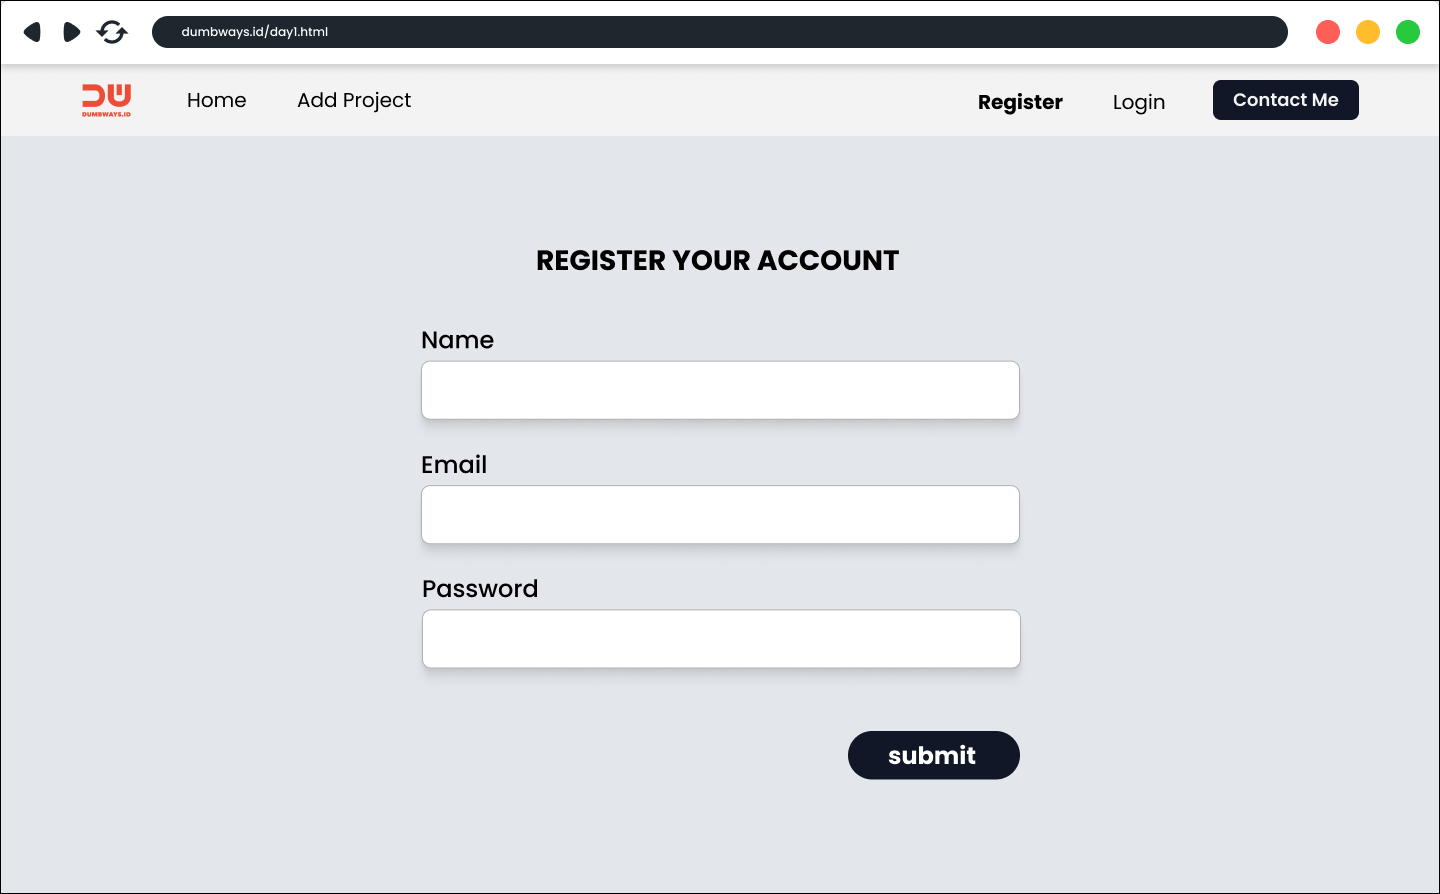 dumbways.id/day1.html
DUMBWAYS.ID
Home
Add Project
Register
Login
Contact Me
REGISTER YOUR ACCOUNT
Name
Email
Password
submit